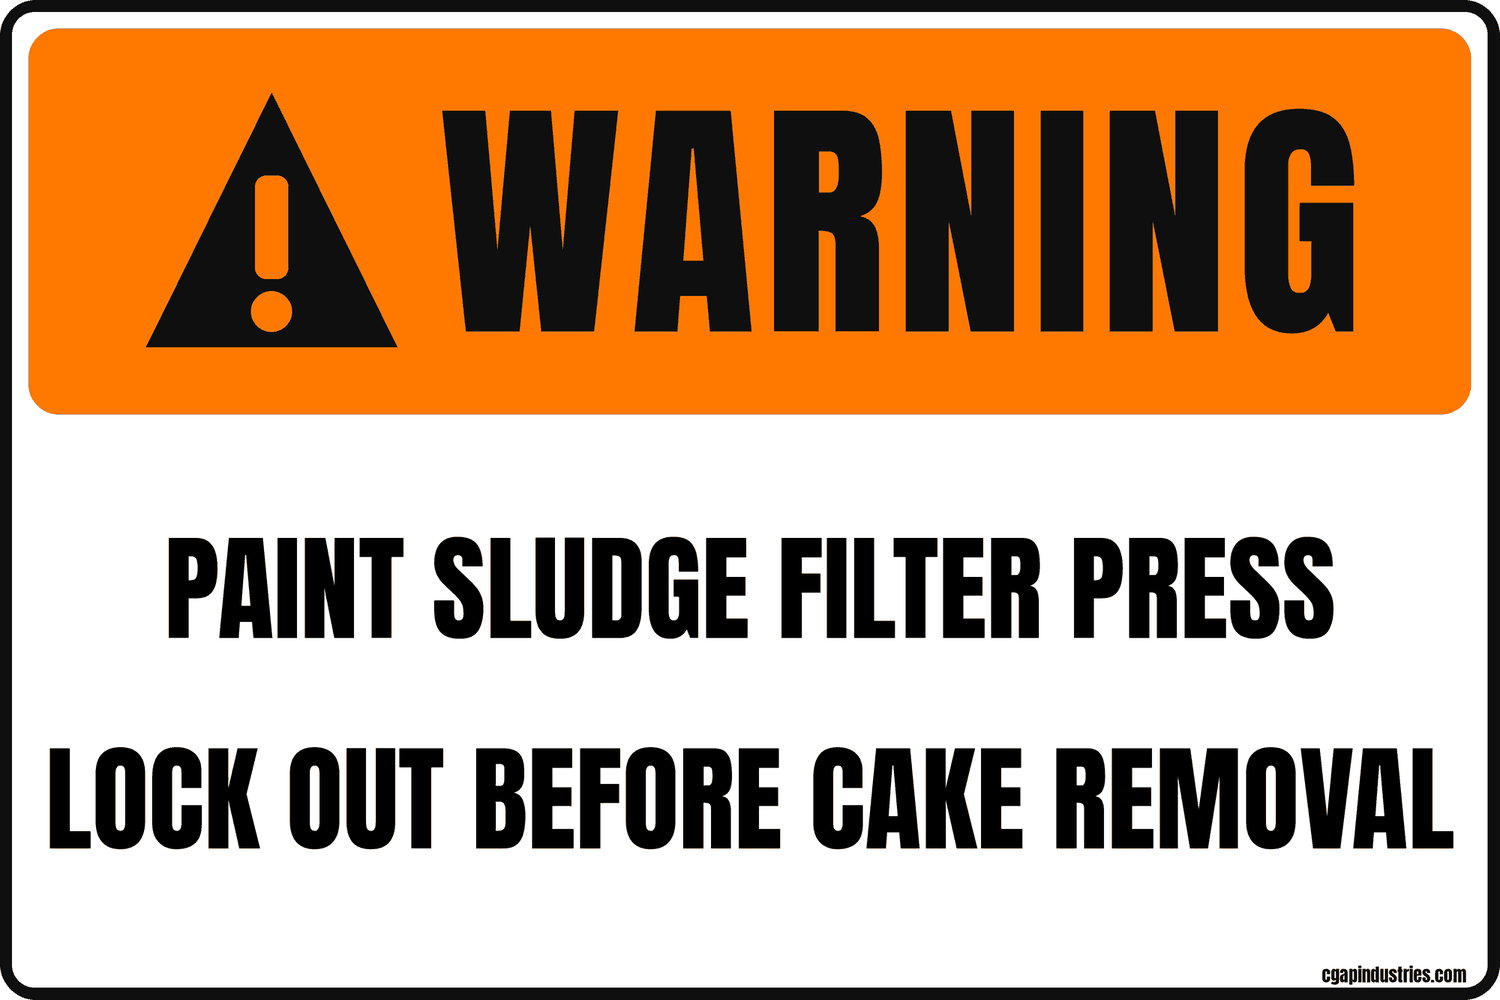 WARNING
PAINT SLUDGE FILTER PRESS
LOCK OUT BEFORE CAKE REMOVAL
cgapindustries.com